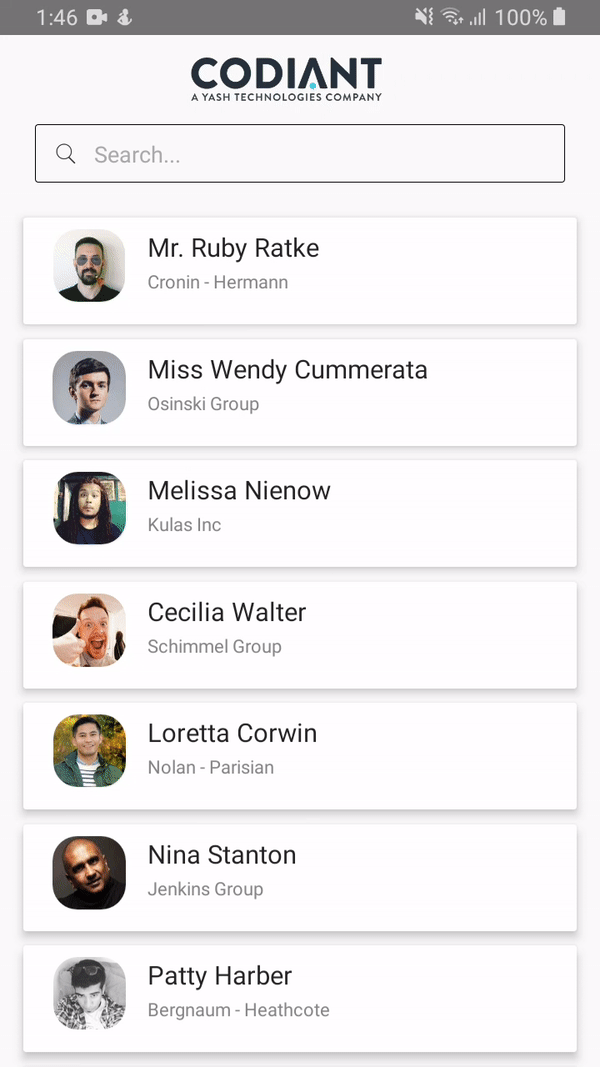 1:46 100%
CODIANT
A YASH TECHNOLOGIES COMPANY
Search...
Mr. Ruby Ratke
Cronin - Hermann
Miss Wendy Cummerata
Osinski Group
Melissa Nienow
Kulas Inc
Cecilia Walter
Schimmel Group
Loretta Corwin
Nolan - Parisian
Nina Stanton
Jenkins Group
Patty Harber
Bergnaum - Heathcote